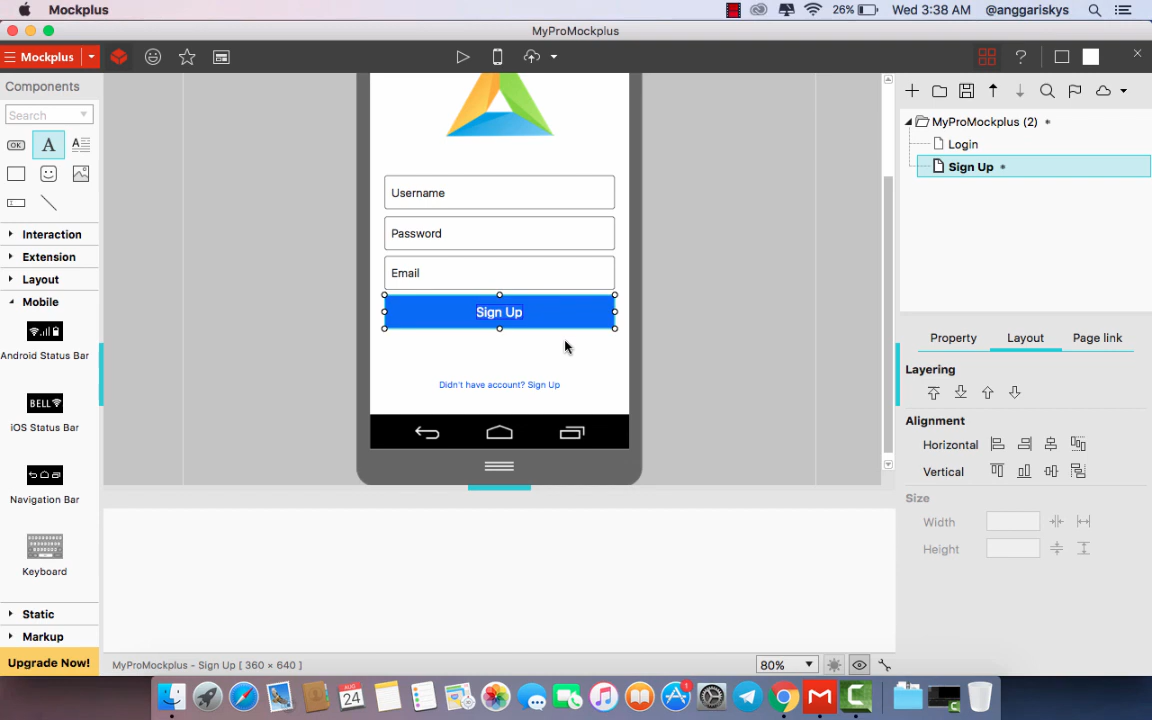 Mockplus
26%
Wed 3:38 AM
@anggariskys
MyProMockplus
Mockplus
?
Components
Search
OK
A
A
Interaction
Extension
Layout
Mobile
Android Status Bar
BELL
iOS Status Bar
Navigation Bar
Keyboard
Static
Markup
Upgrade Now!
Username
Password
Email
Sign Up
Didn't have account? Sign Up
MyProMockplus - Sign Up [ 360 × 640 ]
80%
MyProMockplus (2)
Login
Sign Up
Property
Layout
Page link
Layering
Alignment
Horizontal
Vertical
Size
Width
Height
AUG
24
1